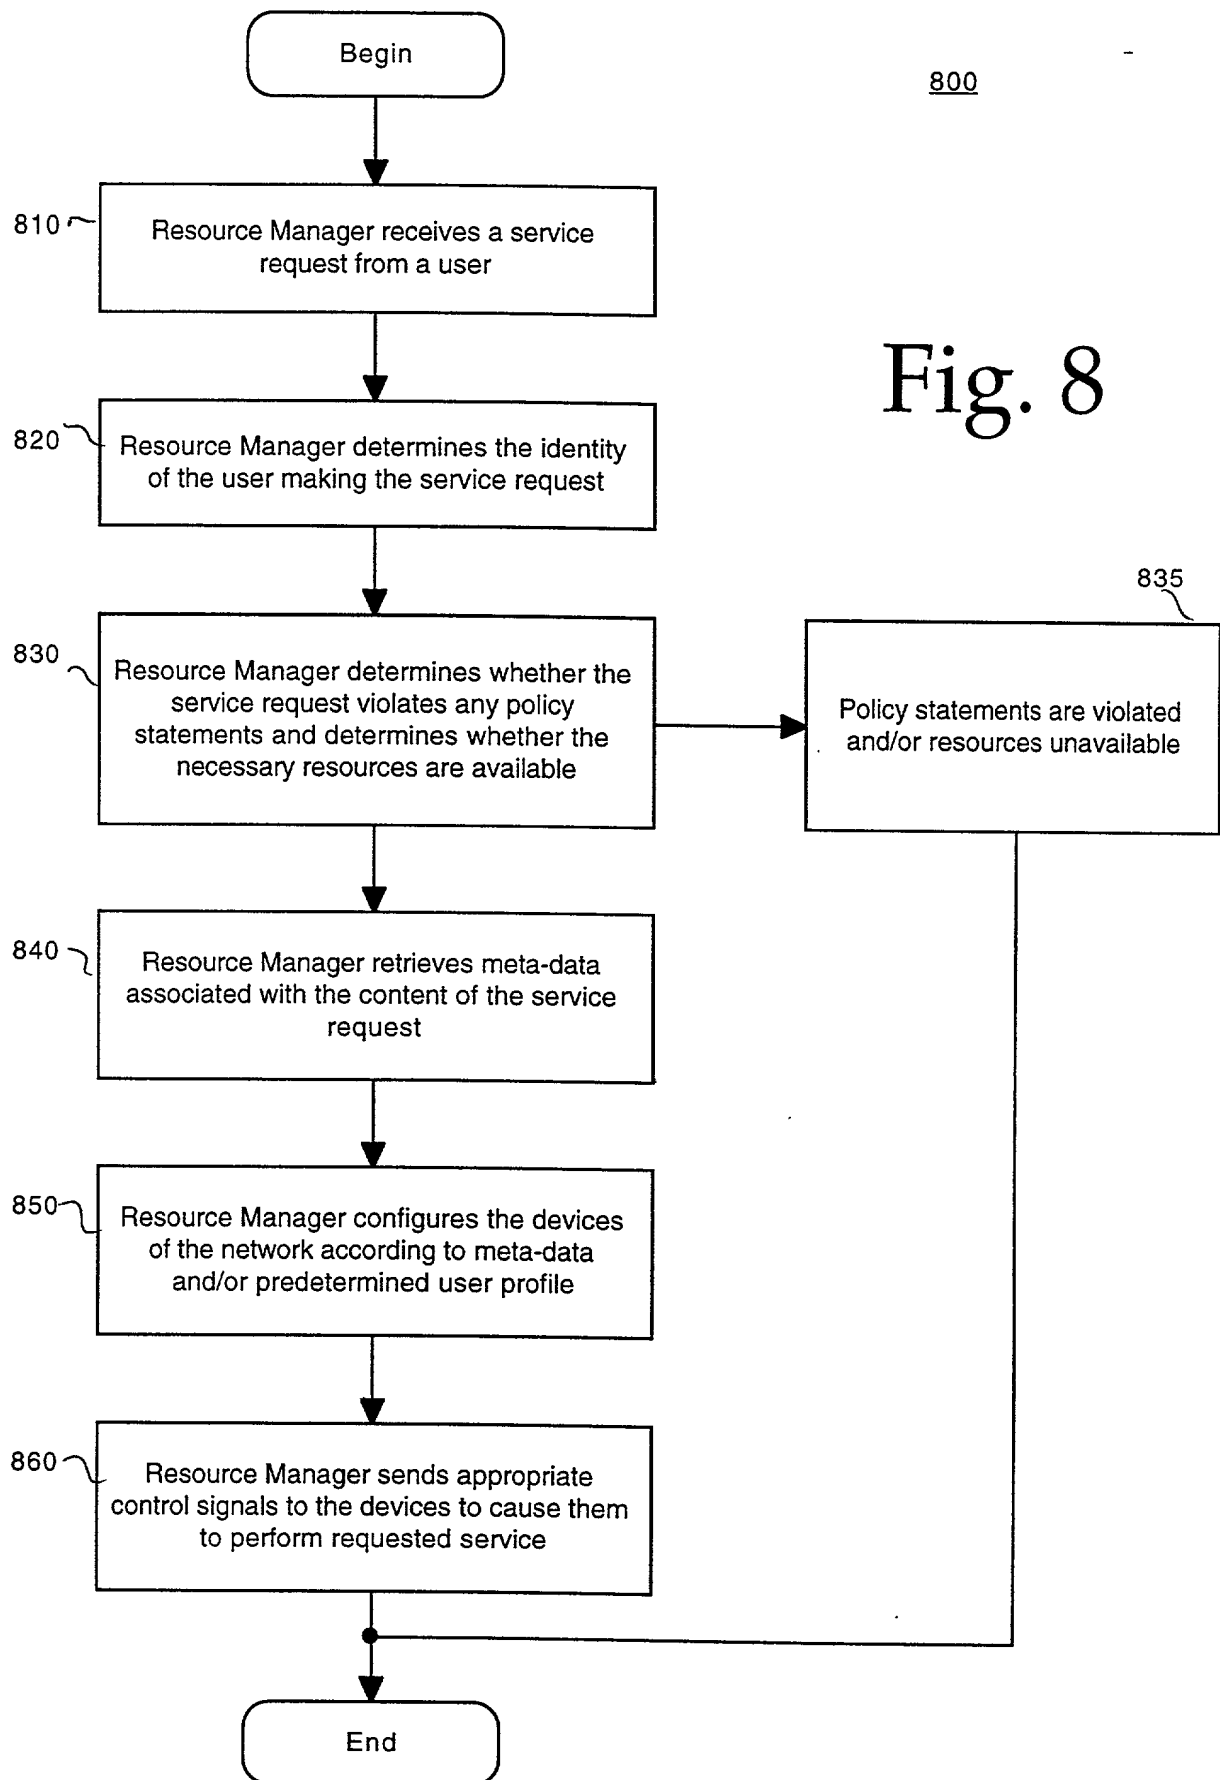 Begin
800
810
Resource Manager receives a service
request from a user
Fig. 8
820
Resource Manager determines the identity
of the user making the service request
835
830
Resource Manager determines whether the
service request violates any policy
statements and determines whether the
necessary resources are available
Policy statements are violated
and/or resources unavailable
840
Resource Manager retrieves meta-data
associated with the content of the service
request
850
Resource Manager configures the devices
of the network according to meta-data
and/or predetermined user profile
860
Resource Manager sends appropriate
control signals to the devices to cause them
to perform requested service
End